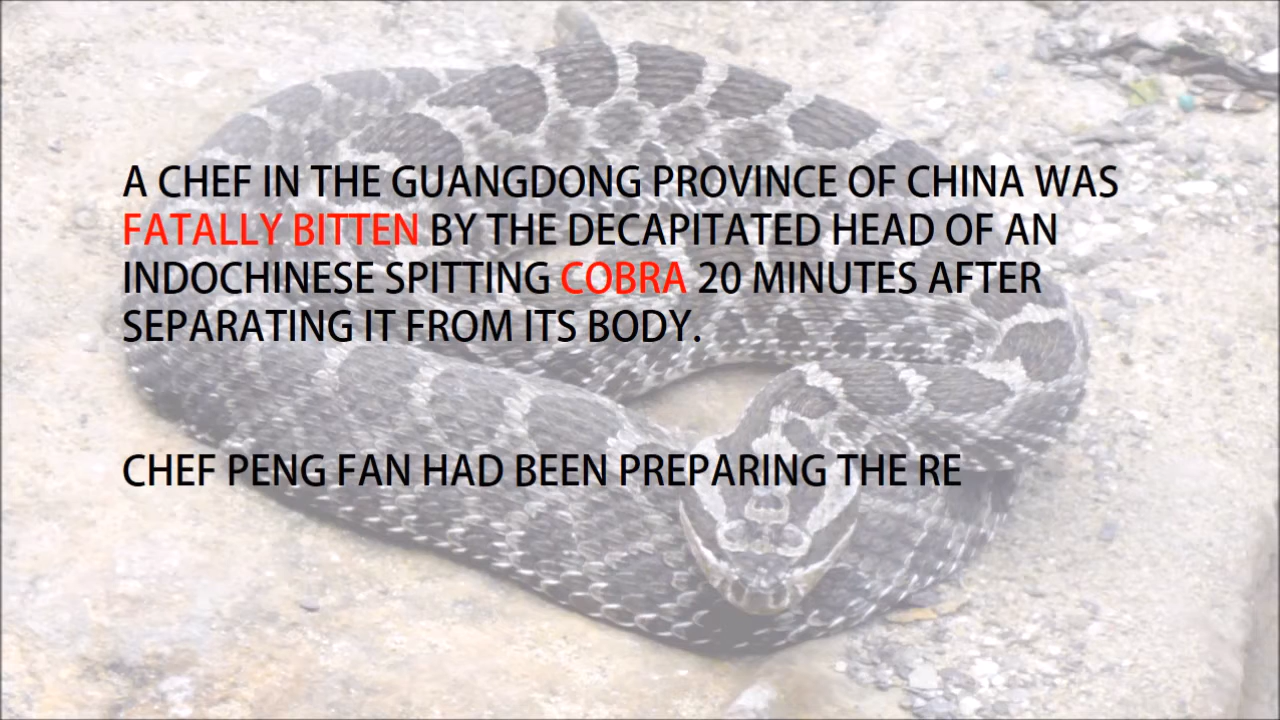 A CHEF IN THE GUANGDONG PROVINCE OF CHINA WAS
FATALLY BITTEN BY THE DECAPITATED HEAD OF AN
INDOCHINESE SPITTING COBRA 20 MINUTES AFTER
SEPARATING IT FROM ITS BODY.
CHEF PENG FAN HAD BEEN PREPARING THE RE